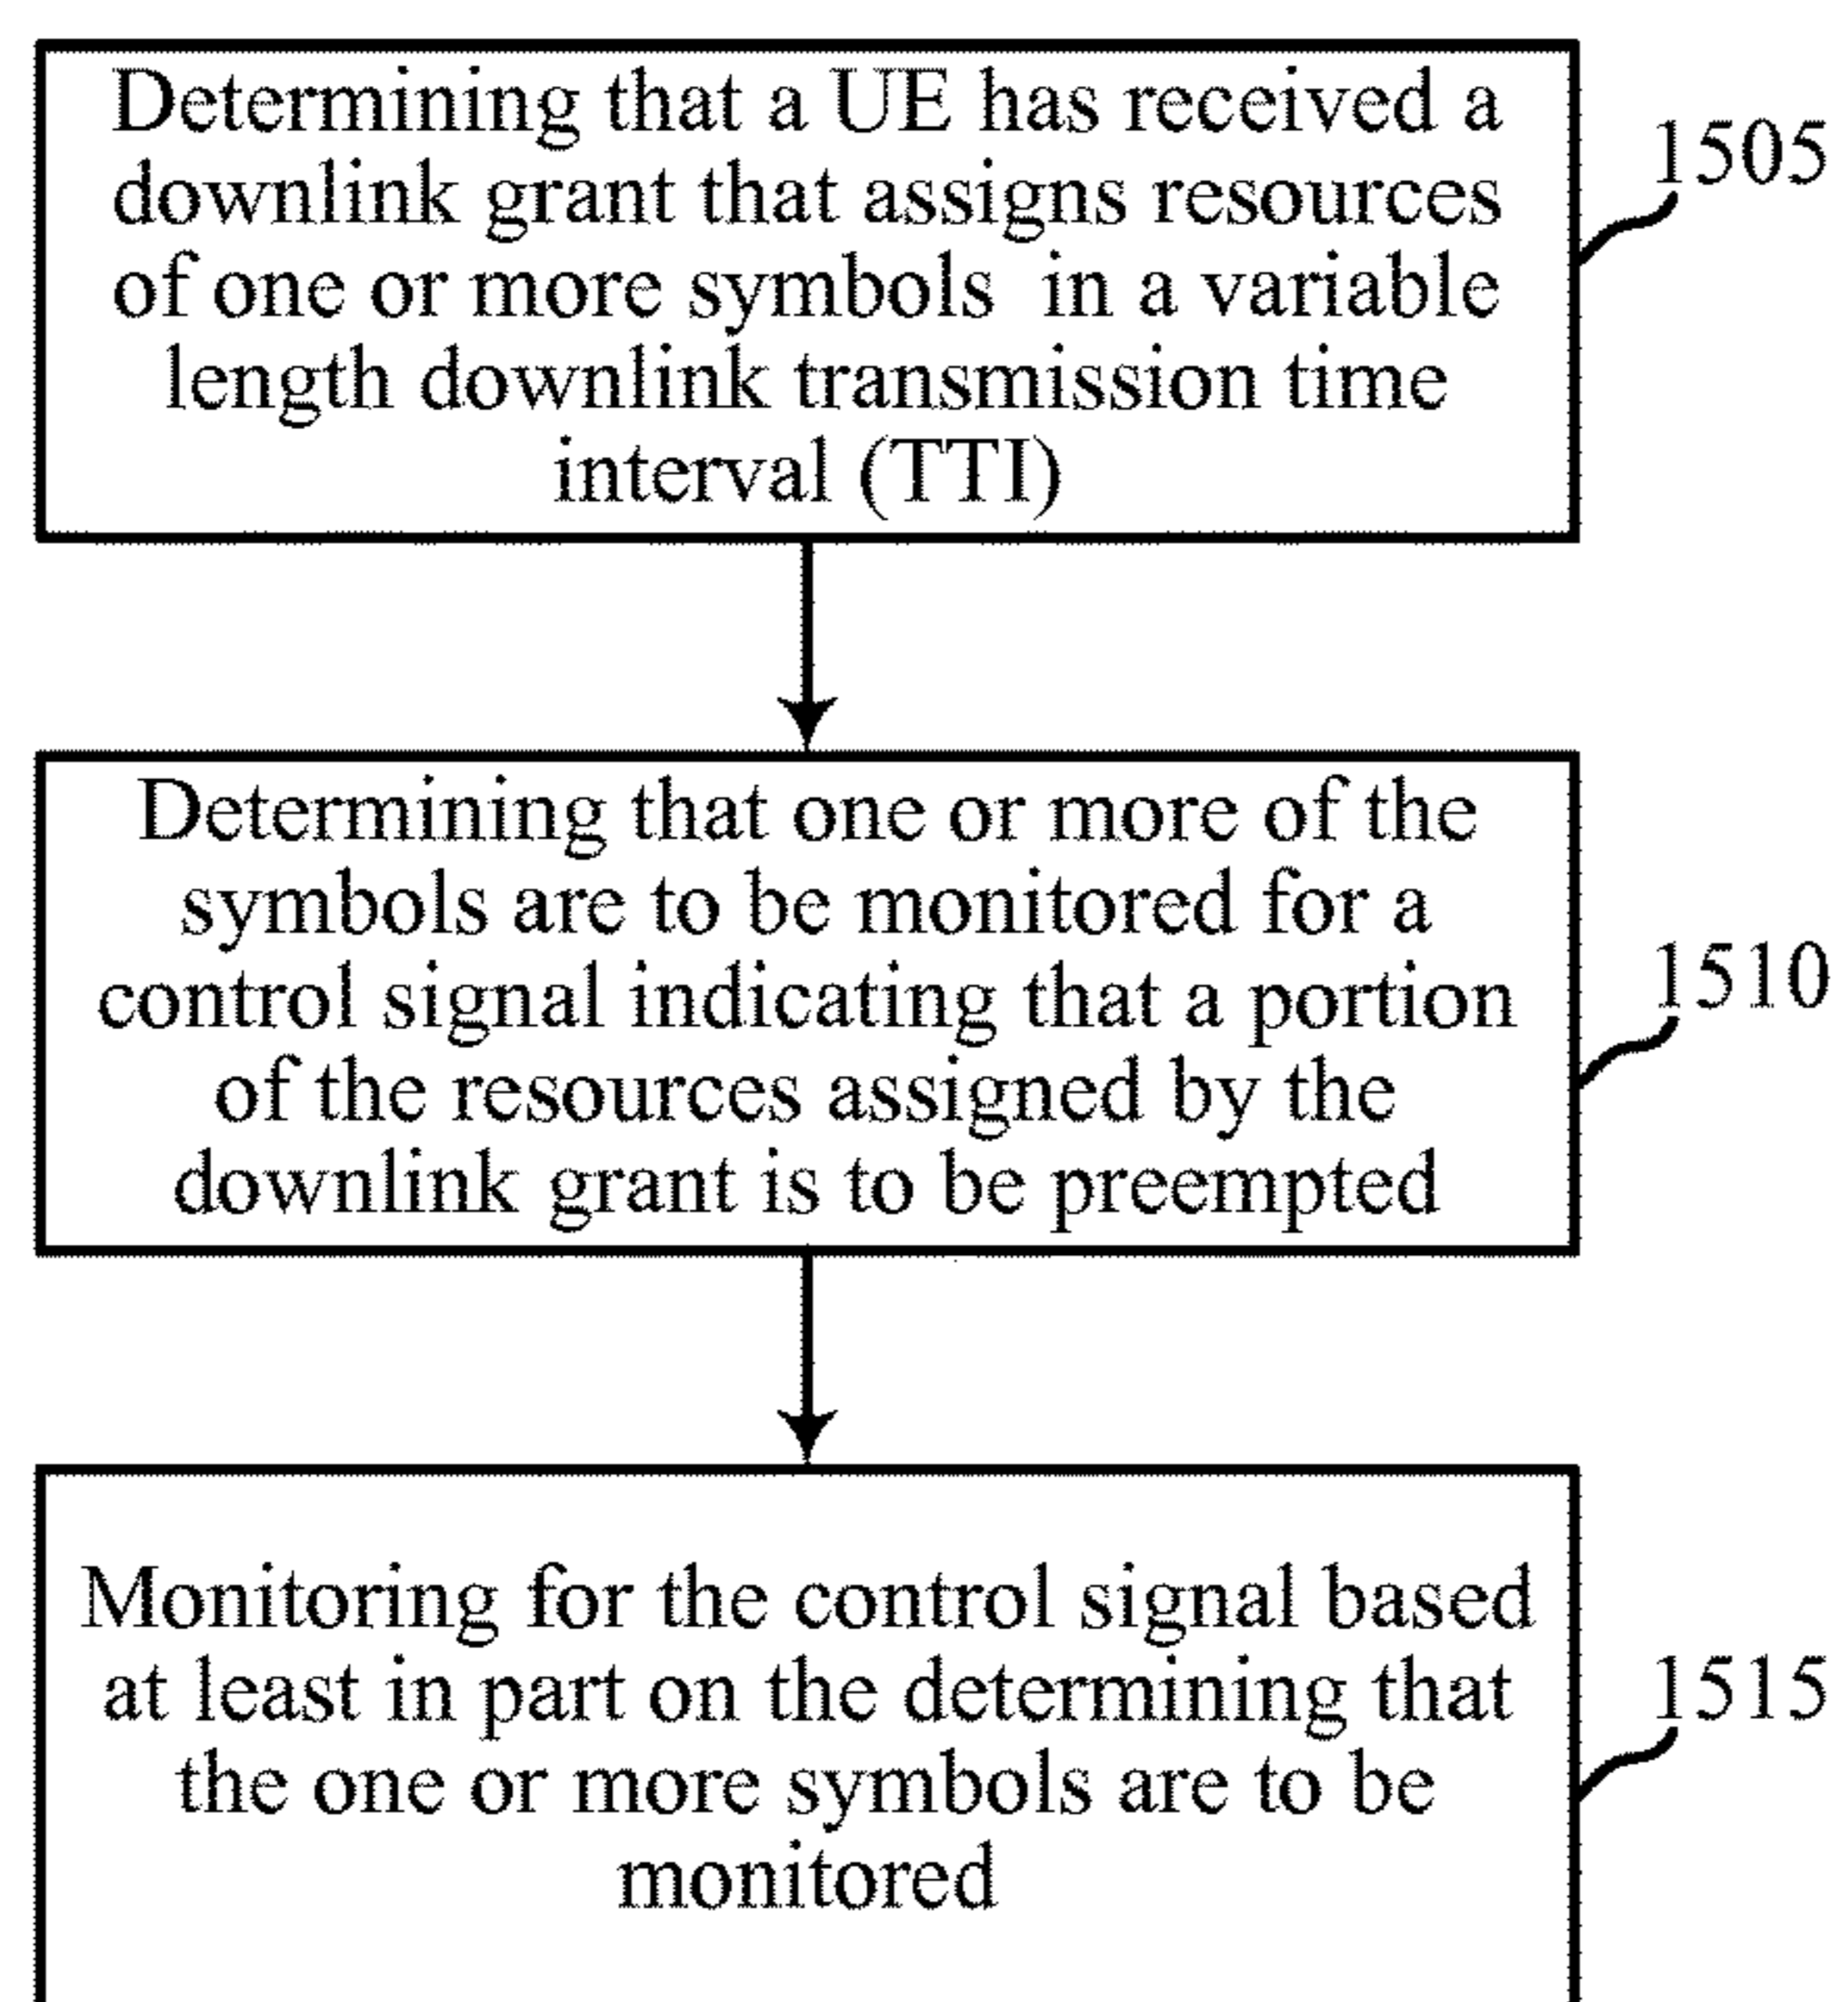 Determining that a UE has received a
downlink grant that assigns resources
of one or more symbols in a variable
length downlink transmission time
interval (TTI)
1505
Determining that one or more of the
symbols are to be monitored for a
control signal indicating that a portion
of the resources assigned by the
downlink grant is to be preempted
1510
Monitoring for the control signal based
at least in part on the determining that
the one or more symbols are to be
monitored
1515